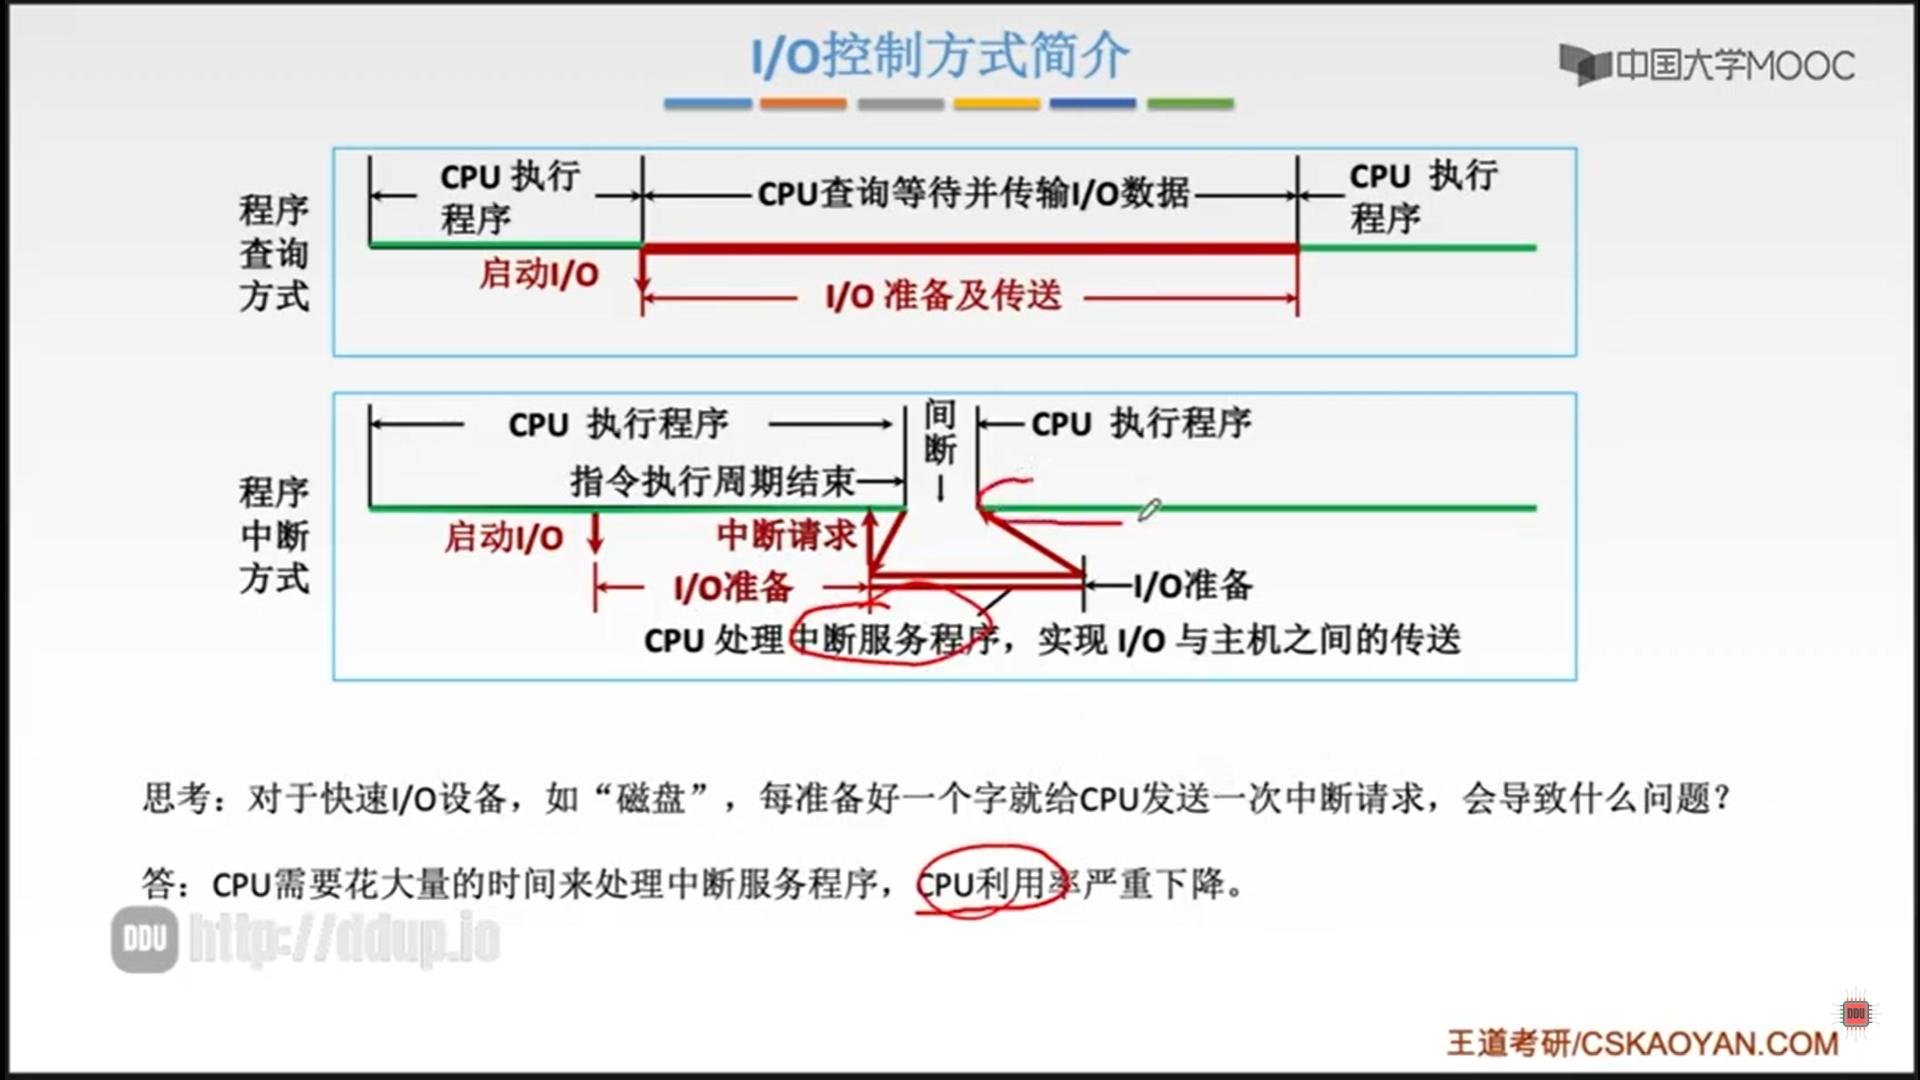 I/O控制方式简介
中国大学MOOC
程序
查询
方式
CPU 执行
程序
CPU查询等待并传输I/O数据
CPU 执行
程序
启动I/O
I/O 准备及传送
程序
中断
方式
CPU 执行程序
间
断
CPU 执行程序
指令执行周期结束
启动I/O
中断请求
I/O准备
I/O准备
CPU 处理中断服务程序，实现 I/O 与主机之间的传送
思考：对于快速I/O设备，如“磁盘”，每准备好一个字就给CPU发送一次中断请求，会导致什么问题？
答：CPU需要花大量的时间来处理中断服务程序，CPU利用率严重下降。
DDU http://ddup.io
DDU
王道考研/CSKAOYAN.COM